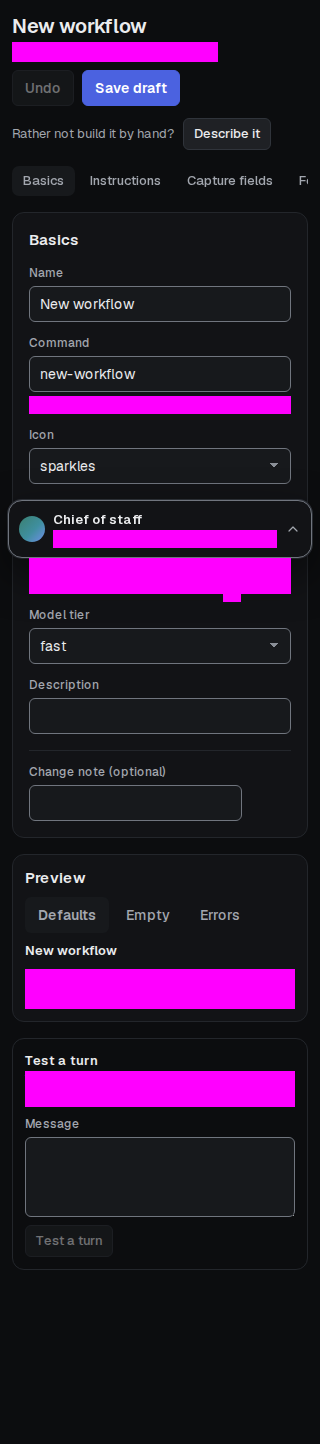 New workflow
Undo
Save draft
Rather not build it by hand?
Describe it
Basics
Instructions
Capture fields
Basics
Name
New workflow
Command
new-workflow
Icon
sparkles
Chief of staff
Model tier
fast
Description
Change note (optional)
Preview
Defaults
Empty
Errors
New workflow
Test a turn
Message
Test a turn